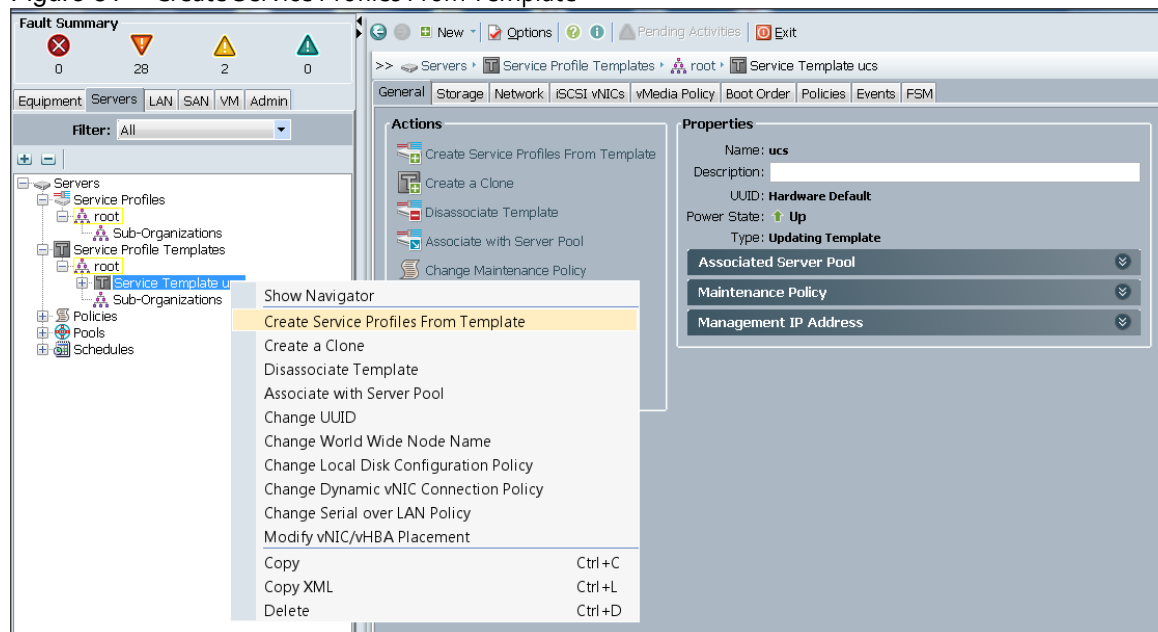 Fault Summary
0 28 2 0
Equipment Servers LAN SAN VM Admin
Filter: All
Servers
Service Profiles
root
Sub-Organizations
Service Profile Templates
root
Service Template u
Sub-Organizations
Policies
Pools
Schedules
New Options Pending Activities Exit
>> Servers Service Profile Templates root Service Template ucs
General Storage Network iSCSI vNICs vMedia Policy Boot Order Policies Events FSM
Actions
Create Service Profiles From Template
Create a Clone
Disassociate Template
Associate with Server Pool
Change Maintenance Policy
Properties
Name: ucs
Description:
UUID: Hardware Default
Power State: Up
Type: Updating Template
Associated Server Pool
Maintenance Policy
Management IP Address
Show Navigator
Create Service Profiles From Template
Create a Clone
Disassociate Template
Associate with Server Pool
Change UUID
Change World Wide Node Name
Change Local Disk Configuration Policy
Change Dynamic vNIC Connection Policy
Change Serial over LAN Policy
Modify vNIC/vHBA Placement
Copy Ctrl+C
Copy XML Ctrl+L
Delete Ctrl+D